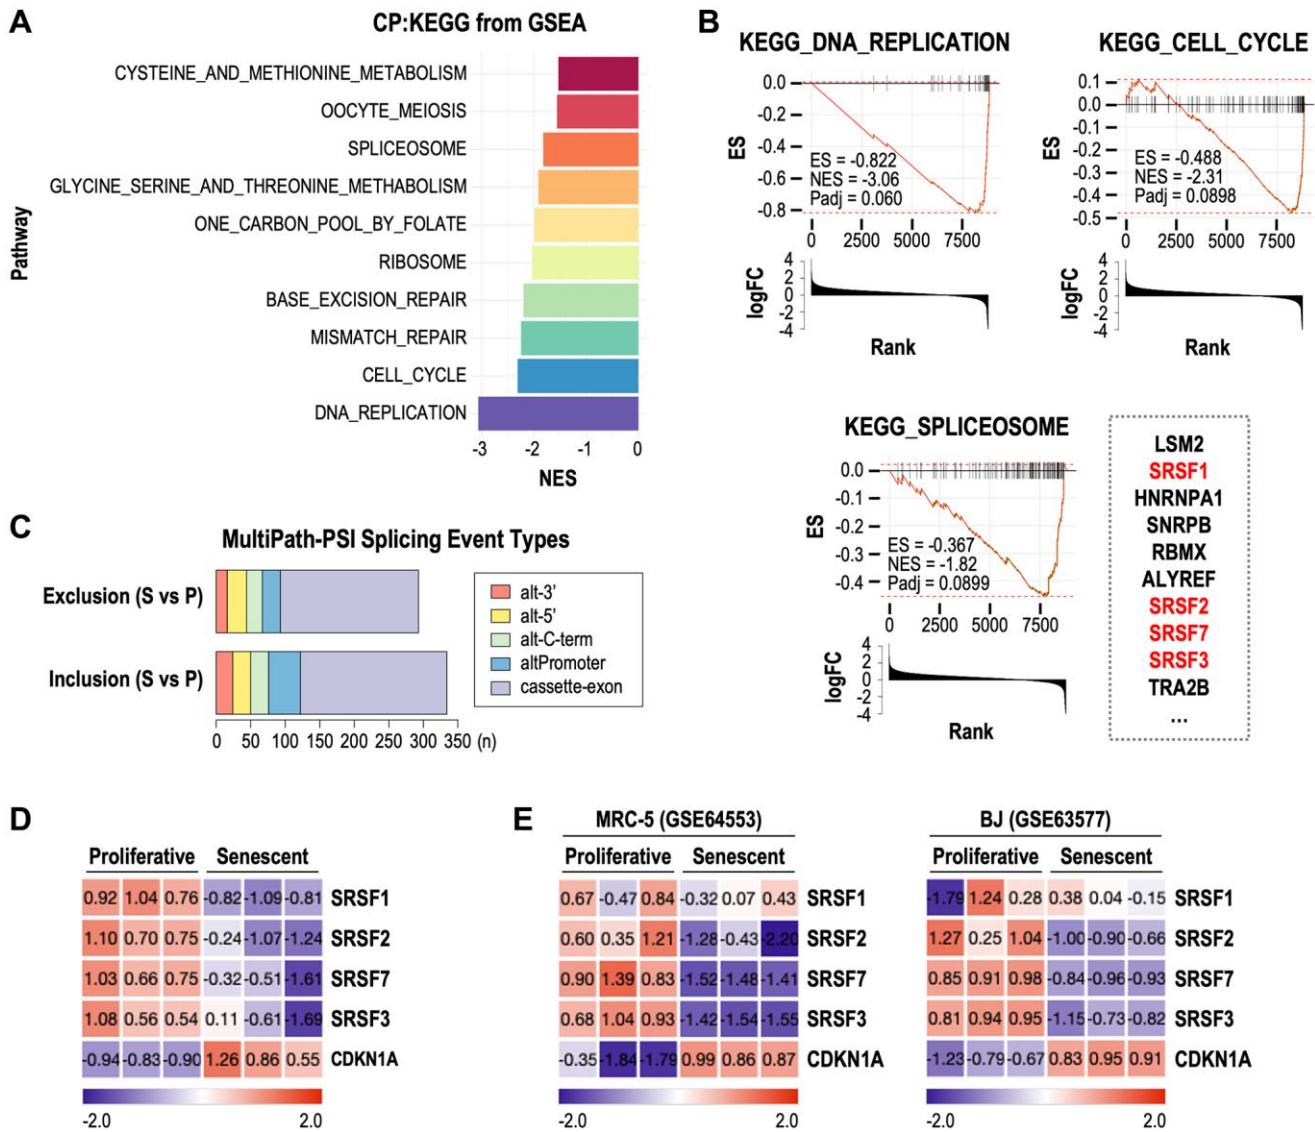 A
CP:KEGG from GSEA
Pathway
CYSTEINE_AND_METHIONINE_METABOLISM
OOCYTE_MEIOSIS
SPLICEOSOME
GLYCINE_SERINE_AND_THREONINE_METHABOLISM
ONE_CARBON_POOL_BY_FOLATE
RIBOSOME
BASE_EXCISION_REPAIR
MISMATCH_REPAIR
CELL_CYCLE
DNA_REPLICATION
-3 -2 -1 0
NES
B
KEGG_DNA_REPLICATION
ES
0.0
-0.2
-0.4
-0.6
-0.8
ES = -0.822
NES = -3.06
Padj = 0.060
0 2500 5000 7500
logFC
4
2
0
-2
-4
Rank
KEGG_CELL_CYCLE
ES
0.1
0.0
-0.1
-0.2
-0.3
-0.4
-0.5
ES = -0.488
NES = -2.31
Padj = 0.0898
0 2500 5000 7500
logFC
4
2
0
-2
-4
Rank
KEGG_SPLICEOSOME
ES
0.0
-0.1
-0.2
-0.3
-0.4
ES = -0.367
NES = -1.82
Padj = 0.0899
0 2500 5000 7500
logFC
4
2
0
-2
-4
Rank
LSM2
SRSF1
HNRNPA1
SNRPB
RBMX
ALYREF
SRSF2
SRSF7
SRSF3
TRA2B
...
C
MultiPath-PSI Splicing Event Types
Exclusion (S vs P)
Inclusion (S vs P)
0 50 100 150 200 250 300 350 (n)
alt-3'
alt-5'
alt-C-term
altPromoter
cassette-exon
D
Proliferative Senescent
0.92 1.04 0.76 -0.82 -1.09 -0.81 SRSF1
1.10 0.70 0.75 -0.24 -1.07 -1.24 SRSF2
1.03 0.66 0.75 -0.32 -0.51 -1.61 SRSF7
1.08 0.56 0.54 0.11 -0.61 -1.69 SRSF3
-0.94 -0.83 -0.90 1.26 0.86 0.55 CDKN1A
-2.0 2.0
E
MRC-5 (GSE64553)
Proliferative Senescent
0.67 -0.47 0.84 -0.32 0.07 0.43 SRSF1
0.60 0.35 1.21 -1.28 -0.43 -2.20 SRSF2
0.90 1.39 0.83 -1.52 -1.48 -1.41 SRSF7
0.68 1.04 0.93 -1.42 -1.54 -1.55 SRSF3
-0.35 -1.84 -1.79 0.99 0.86 0.87 CDKN1A
-2.0 2.0
BJ (GSE63577)
Proliferative Senescent
-1.79 1.24 0.28 0.38 0.04 -0.15 SRSF1
1.27 0.25 1.04 -1.00 -0.90 -0.66 SRSF2
0.85 0.91 0.98 -0.84 -0.96 -0.93 SRSF7
0.81 0.94 0.95 -1.15 -0.73 -0.82 SRSF3
-1.23 -0.79 -0.67 0.83 0.95 0.91 CDKN1A
-2.0 2.0